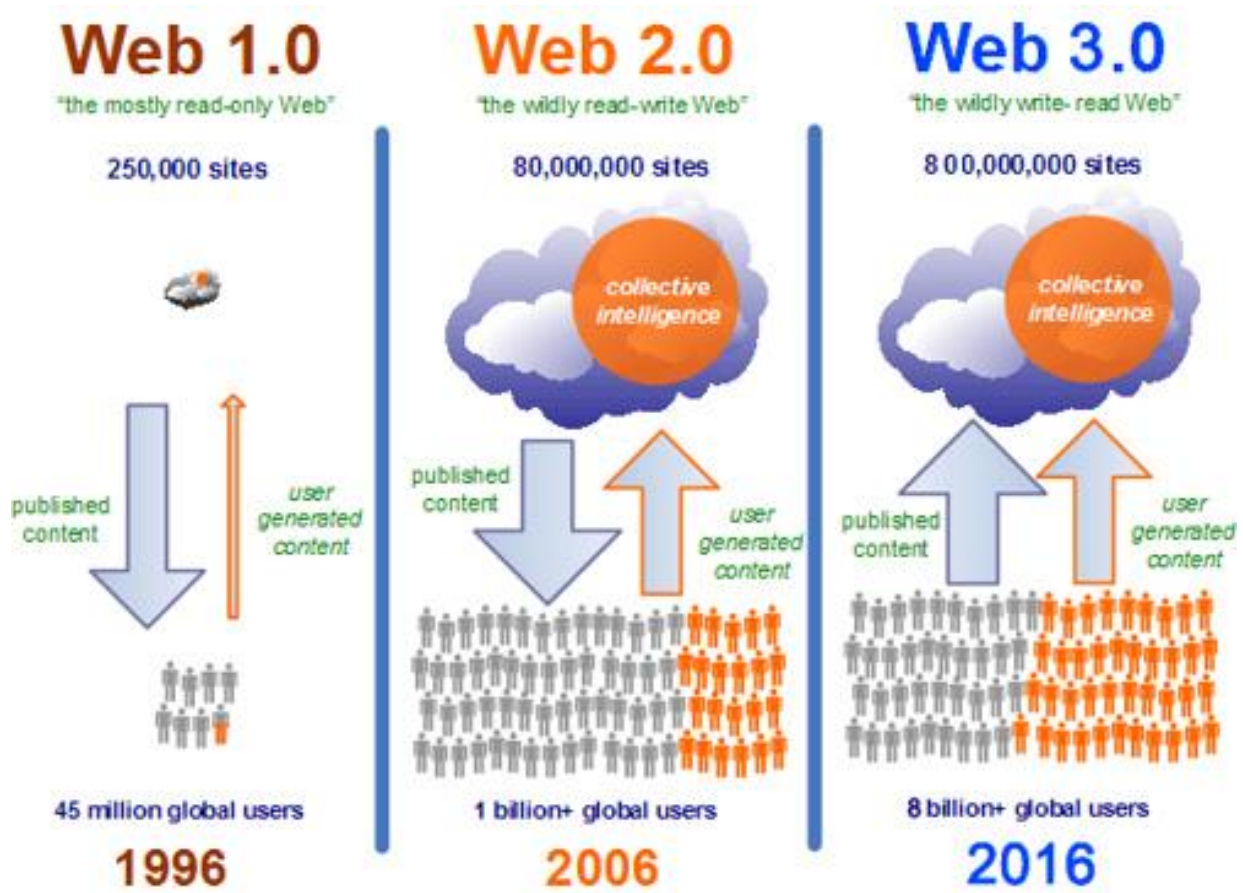 Web 1.0
"the mostly read-only Web"
250,000 sites
published
content
user
generated
content
45 million global users
1996
Web 2.0
"the wildly read-write Web"
80,000,000 sites
collective
intelligence
published
content
user
generated
content
1 billion+ global users
2006
Web 3.0
"the wildly write- read Web"
8 00,000,000 sites
collective
intelligence
published
content
user
generated
content
8 billion+ global users
2016